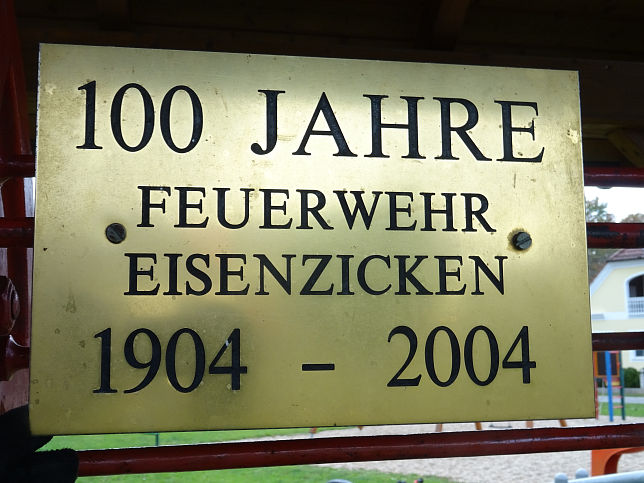 100 JAHRE
FEUERWEHR
EISENZICKEN
1904 - 2004